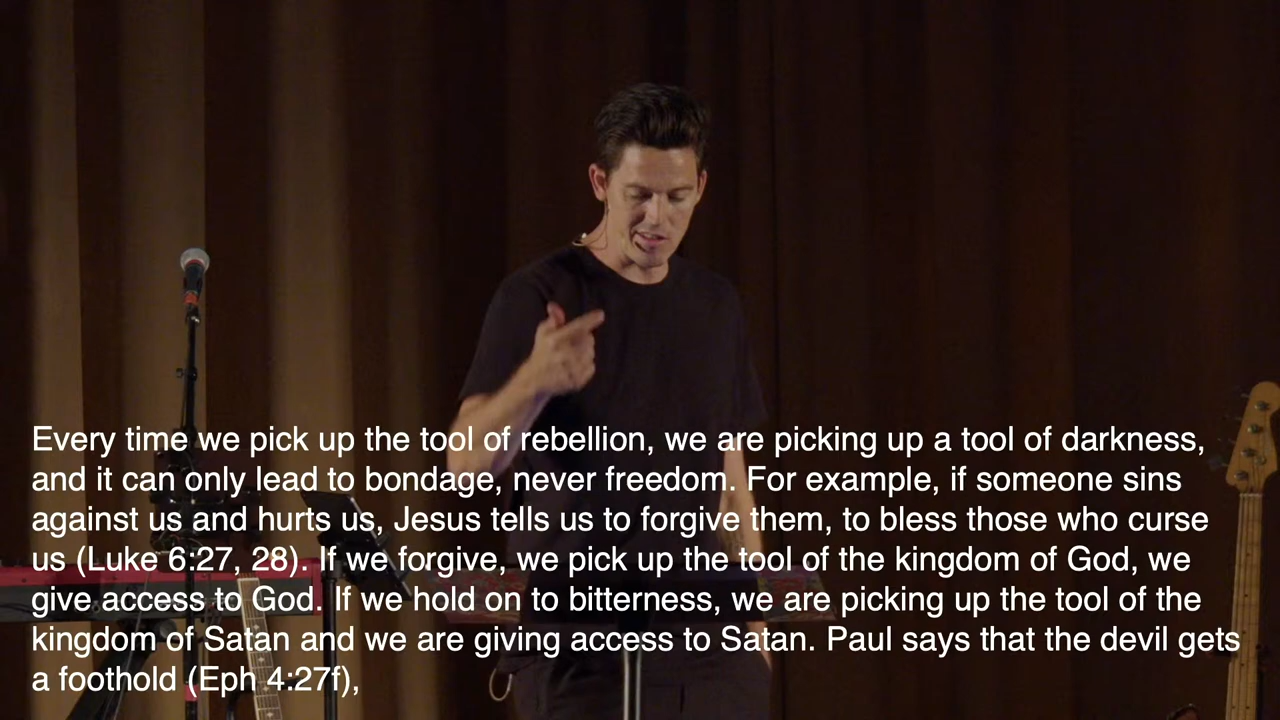 Every time we pick up the tool of rebellion, we are picking up a tool of darkness,
and it can only lead to bondage, never freedom. For example, if someone sins
against us and hurts us, Jesus tells us to forgive them, to bless those who curse
us (Luke 6:27, 28). If we forgive, we pick up the tool of the kingdom of God, we
give access to God. If we hold on to bitterness, we are picking up the tool of the
kingdom of Satan and we are giving access to Satan. Paul says that the devil gets
a foothold (Eph 4:27f),